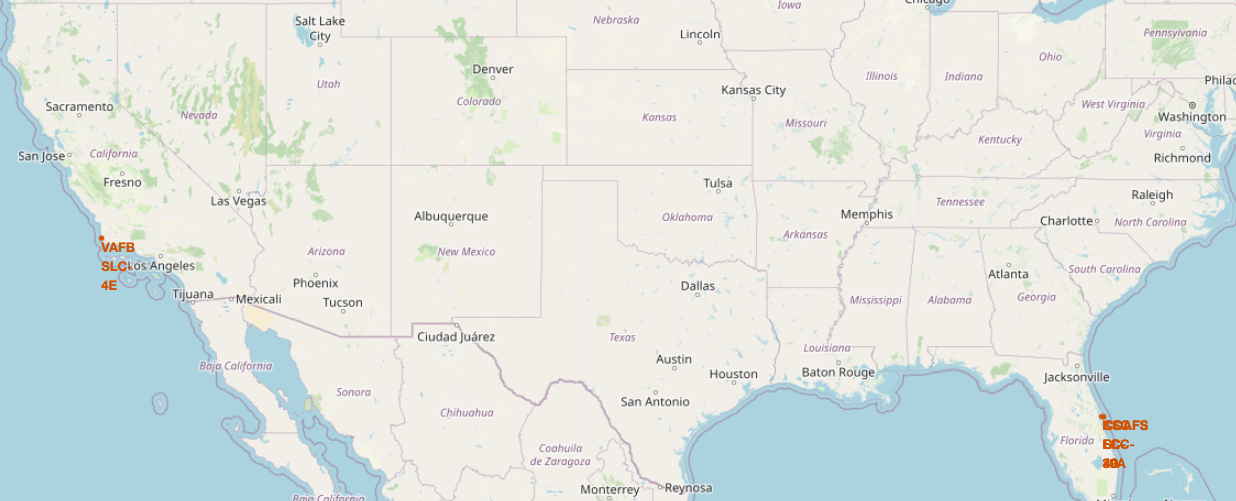 Iowa
Nebraska
Salt Lake
City
Lincoln
Pennsylvania
Ohio
Denver
Illinois
Indiana
Utah
Kansas City
Colorado
Sacramento
West Virginia
Nevada
Kansas
Washington
Missouri
Virginia
Kentucky
San Jose
California
Richmond
Fresno
Tulsa
Raleigh
Las Vegas
Tennessee
Albuquerque
Memphis
Oklahoma
Charlotte
North Carolina
Arkansas
VAFB
SLC-
4E
Arizona
New Mexico
Los Angeles
South Carolina
Atlanta
Phoenix
Dallas
Tijuana
Mexicali
Georgia
Mississippi
Alabama
Tucson
Ciudad Juárez
Texas
Louisiana
Austin
Baja California
Houston
Baton Rouge
Jacksonville
Sonora
San Antonio
Chihuahua
Florida
Coahuila
de Zaragoza
Monterrey
Reynosa
Baja California